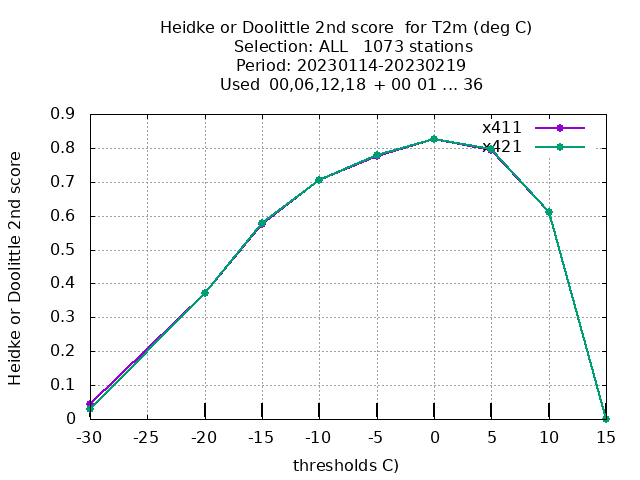 Heidke or Doolittle 2nd score  for T2m (deg C)
Selection: ALL   1073 stations
Period: 20230114-20230219
Used  00,06,12,18  + 00 01 ... 36
Heidke or Doolittle 2nd score
0.9
0.8
0.7
0.6
0.5
0.4
0.3
0.2
0.1
0
x411
x421
-30 -25 -20 -15 -10 -5 0 5 10 15
thresholds C)